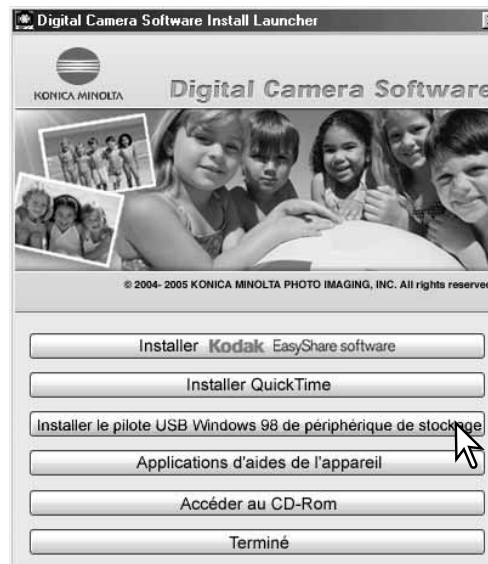 Digital Camera Software Install Launcher
KONICA MINOLTA
Digital Camera Software
© 2004- 2005 KONICA MINOLTA PHOTO IMAGING, INC. All rights reserved
Installer Kodak EasyShare software
Installer QuickTime
Installer le pilote USB Windows 98 de périphérique de stockage
Applications d'aides de l'appareil
Accéder au CD-Rom
Terminé